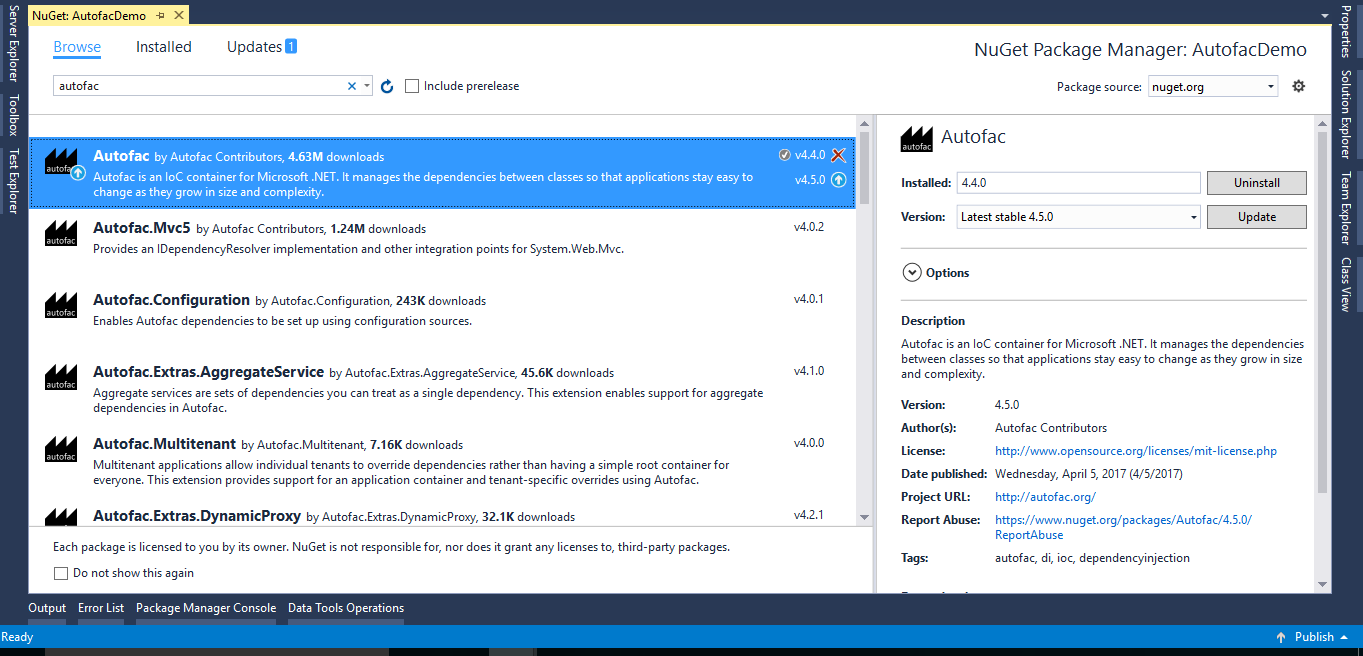 NuGet: AutofacDemo
Server Explorer
Toolbox
Test Explorer
Browse
Installed
Updates 1
NuGet Package Manager: AutofacDemo
autofac
Include prerelease
Package source: nuget.org
autofac
Autofac by Autofac Contributors, 4.63M downloads
v4.4.0
Autofac is an IoC container for Microsoft .NET. It manages the dependencies between classes so that applications stay easy to
v4.5.0
change as they grow in size and complexity.
autofac
Autofac.Mvc5 by Autofac Contributors, 1.24M downloads
v4.0.2
Provides an IDependencyResolver implementation and other integration points for System.Web.Mvc.
autofac
Autofac.Configuration by Autofac.Configuration, 243K downloads
v4.0.1
Enables Autofac dependencies to be set up using configuration sources.
autofac
Autofac.Extras.AggregateService by Autofac.Extras.AggregateService, 45.6K downloads
v4.1.0
Aggregate services are sets of dependencies you can treat as a single dependency. This extension enables support for aggregate
dependencies in Autofac.
autofac
Autofac.Multitenant by Autofac.Multitenant, 7.16K downloads
v4.0.0
Multitenant applications allow individual tenants to override dependencies rather than having a simple root container for
everyone. This extension provides support for an application container and tenant-specific overrides using Autofac.
Autofac.Extras.DynamicProxy by Autofac.Extras.DynamicProxy, 32.1K downloads
v4.2.1
Each package is licensed to you by its owner. NuGet is not responsible for, nor does it grant any licenses to, third-party packages.
Do not show this again
autofac
Autofac
Installed: 4.4.0
Uninstall
Version: Latest stable 4.5.0
Update
Options
Description
Autofac is an IoC container for Microsoft .NET. It manages the dependencies
between classes so that applications stay easy to change as they grow in size
and complexity.
Version: 4.5.0
Author(s): Autofac Contributors
License: http://www.opensource.org/licenses/mit-license.php
Date published: Wednesday, April 5, 2017 (4/5/2017)
Project URL: http://autofac.org/
Report Abuse: https://www.nuget.org/packages/Autofac/4.5.0/
ReportAbuse
Tags: autofac, di, ioc, dependencyinjection
Properties
Solution Explorer
Team Explorer
Class View
Output
Error List
Package Manager Console
Data Tools Operations
Ready
Publish